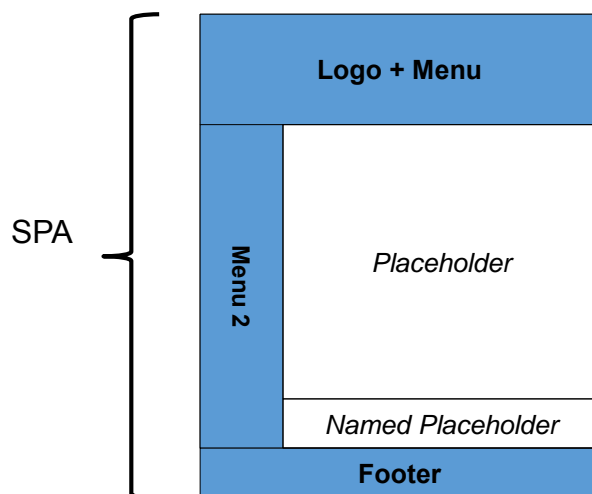 Logo + Menu
SPA
Menu 2
Placeholder
Named Placeholder
Footer